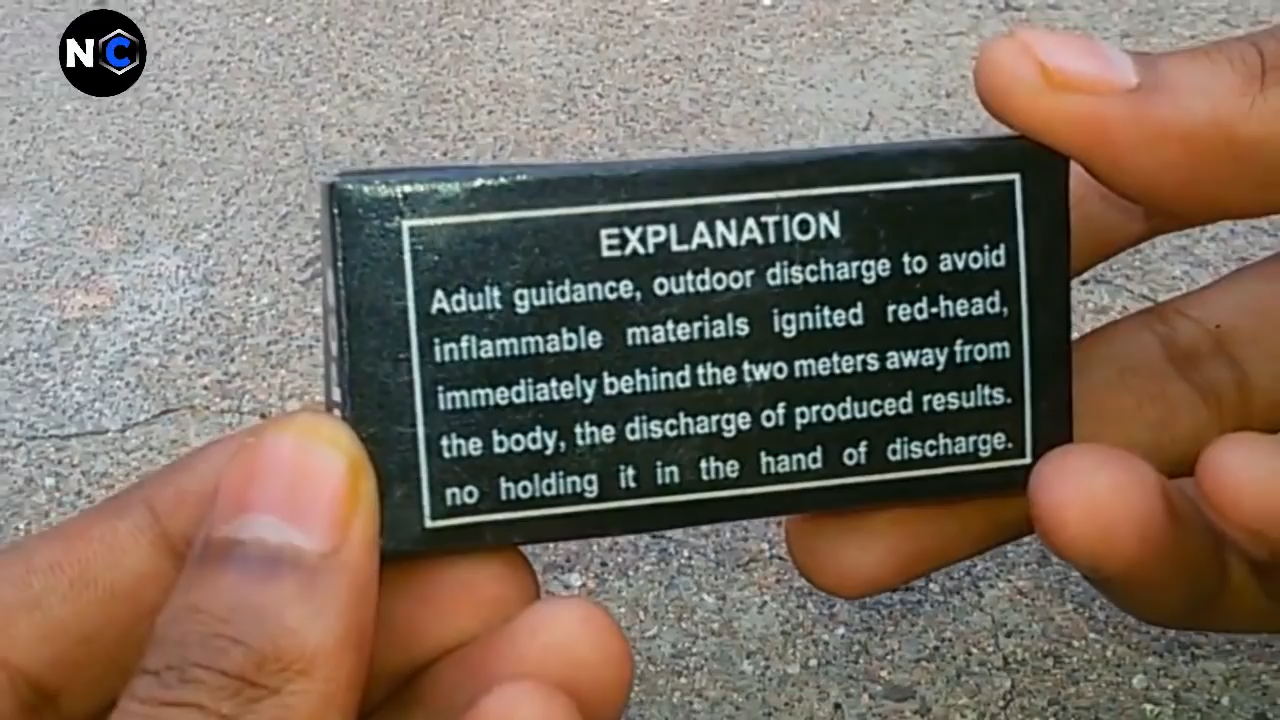 NC
EXPLANATION
Adult guidance, outdoor discharge to avoid
inflammable materials ignited red-head,
immediately behind the two meters away from
the body, the discharge of produced results.
no holding it in the hand of discharge.